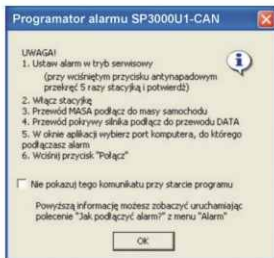 Programator alarmu SP3000U1-CAN
UWAGA!
1. Ustaw alarm w tryb serwisowy
(przy wciśniętym przycisku antynapadowym
przekręć 5 razy stacyjką i potwierdź)
2. Włącz stacyjkę
3. Przewód MASA podłącz do masy samochodu
4. Przewód pokrywy silnika podłącz do przewodu DATA
5. W oknie aplikacji wybierz port komputera, do którego
podłączasz alarm
6. Wciśnij przycisk "Połącz"
Nie pokazuj tego komunikatu przy starcie programu
Powyższą informację możesz zobaczyć uruchamiając
polecenie "Jak podłączyć alarm?" z menu "Alarm"
OK